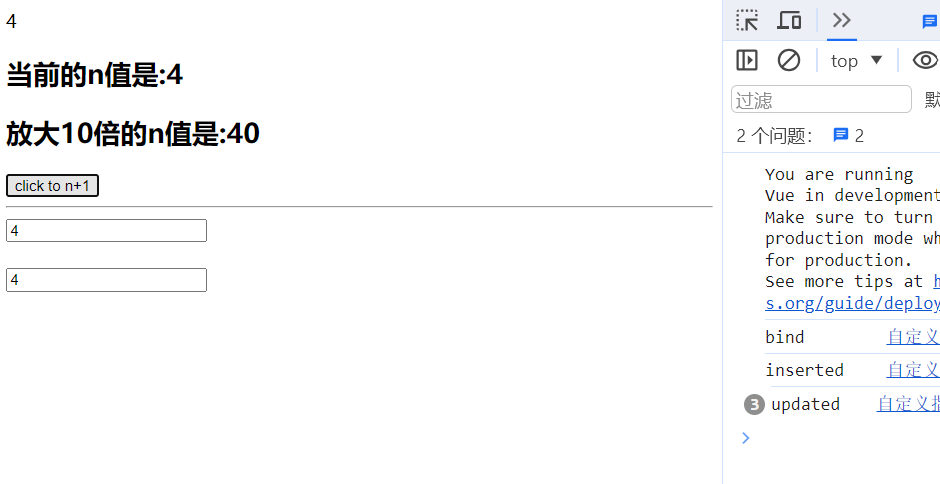 4
当前的n值是:4
放大10倍的n值是:40
click to n+1
4
4
top
过滤
默
2 个问题:
2
You are running
Vue in development
Make sure to turn
production mode wh
for production.
See more tips at h
s.org/guide/deploy
bind 自定义
inserted 自定义
3 updated 自定义指